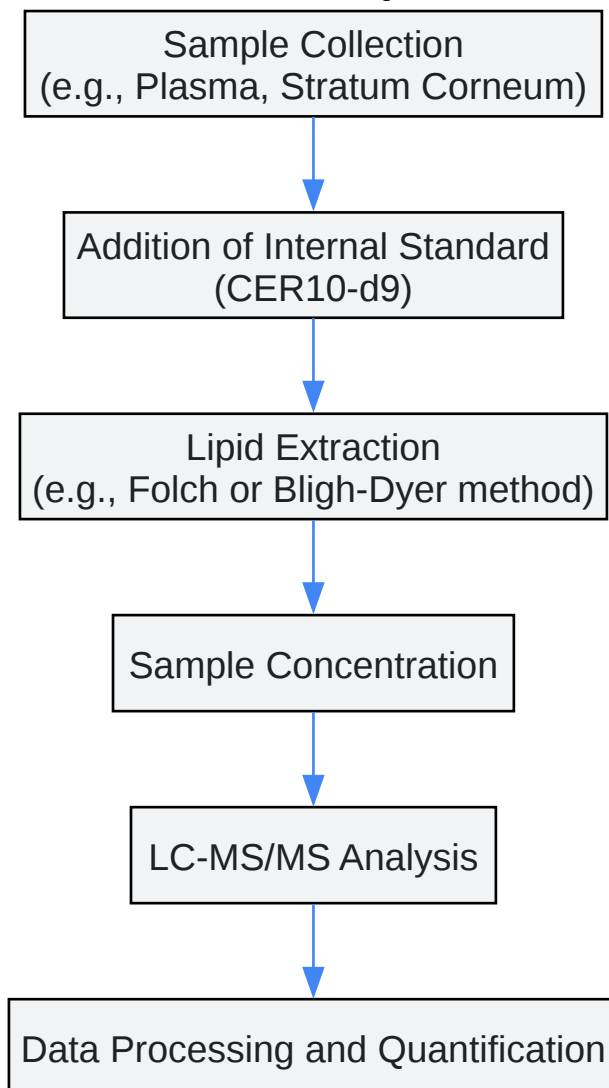 Sample Collection
(e.g., Plasma, Stratum Corneum)
Addition of Internal Standard
(CER10-d9)
Lipid Extraction
(e.g., Folch or Bligh-Dyer method)
Sample Concentration
LC-MS/MS Analysis
Data Processing and Quantification